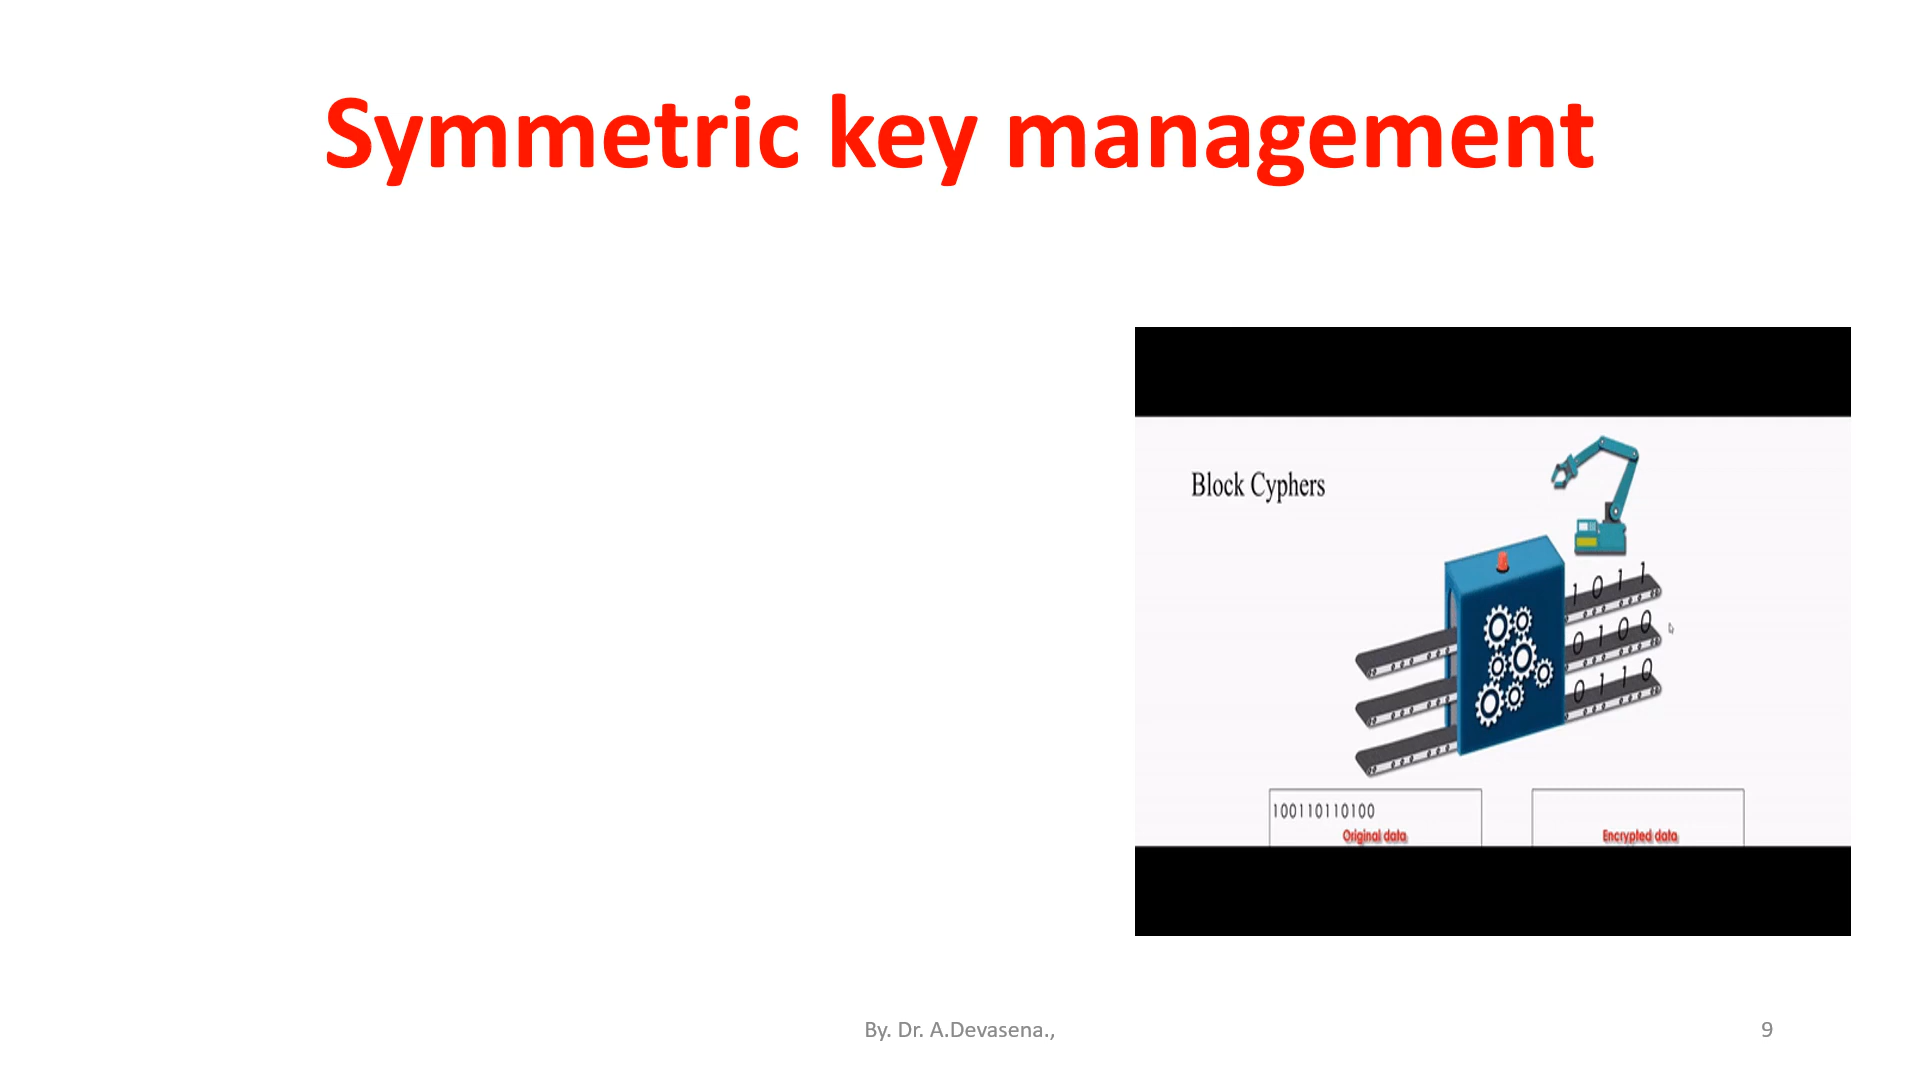 Symmetric key management
Block Cyphers
1 0 1 1
0 1 0 0
0 1 1 0
100110110100
Original data
Encrypted data
By. Dr. A.Devasena.,
9